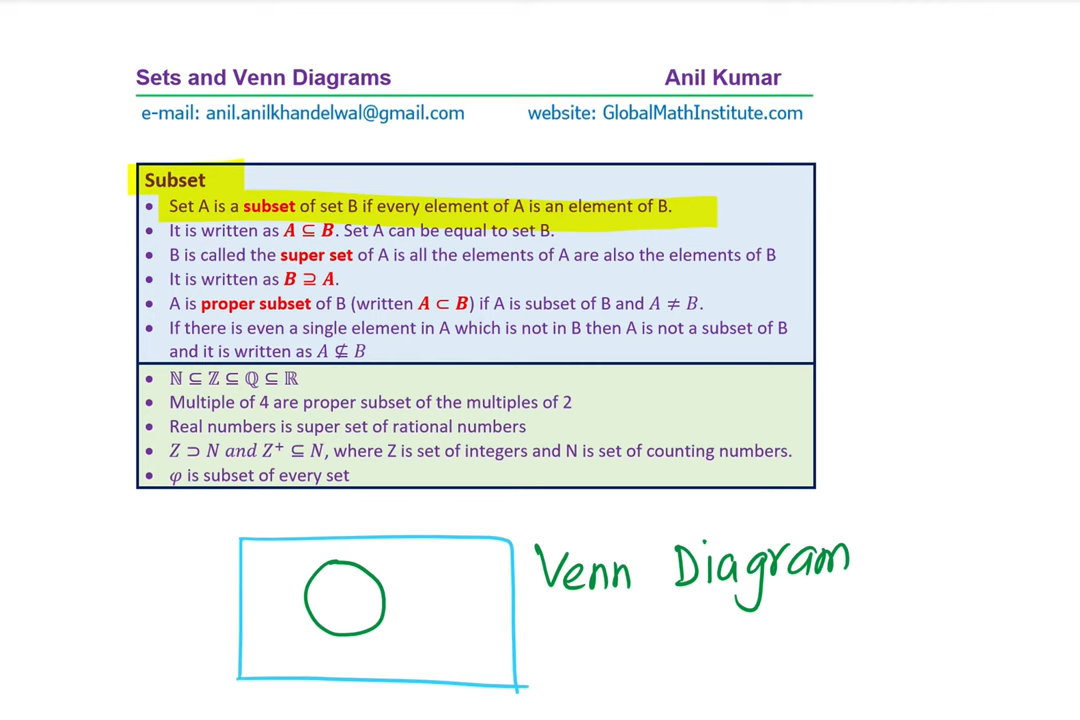 Sets and Venn Diagrams Anil Kumar
e-mail: anil.anilkhandelwal@gmail.com website: GlobalMathInstitute.com
Subset
• Set A is a subset of set B if every element of A is an element of B.
• It is written as A ⊆ B. Set A can be equal to set B.
• B is called the super set of A is all the elements of A are also the elements of B
• It is written as B ⊇ A.
• A is proper subset of B (written A ⊂ B) if A is subset of B and A ≠ B.
• If there is even a single element in A which is not in B then A is not a subset of B
and it is written as A ⊈ B
• ℕ ⊆ ℤ ⊆ ℚ ⊆ ℝ
• Multiple of 4 are proper subset of the multiples of 2
• Real numbers is super set of rational numbers
• Z ⊃ N and Z⁺ ⊆ N, where Z is set of integers and N is set of counting numbers.
• φ is subset of every set
Venn Diagram